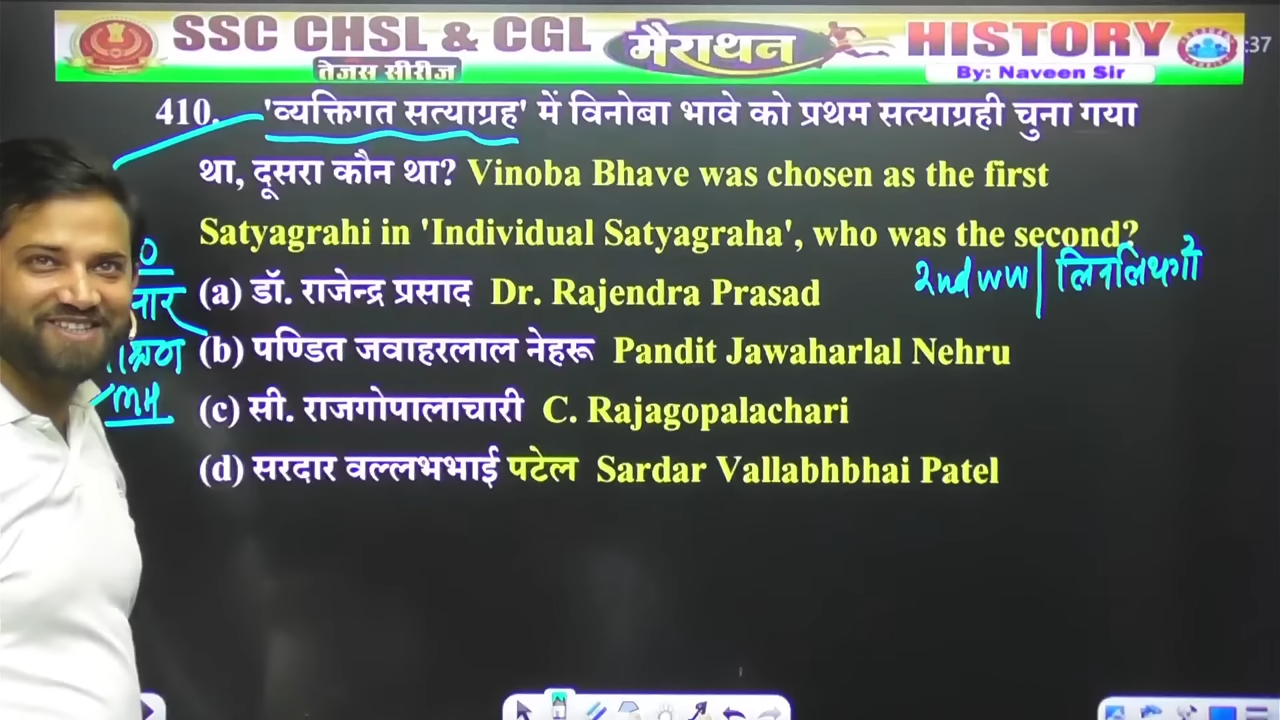 SSC CHSL & CGL मैराथन HISTORY :37
तेजस सीरीज By: Naveen Sir
410. 'व्यक्तिगत सत्याग्रह' में विनोबा भावे को प्रथम सत्याग्रही चुना गया
था, दूसरा कौन था? Vinoba Bhave was chosen as the first
Satyagrahi in 'Individual Satyagraha', who was the second?
2nd WW | लिनलिथगो
(a) डॉ. राजेन्द्र प्रसाद Dr. Rajendra Prasad
(b) पण्डित जवाहरलाल नेहरू Pandit Jawaharlal Nehru
(c) सी. राजगोपालाचारी C. Rajagopalachari
(d) सरदार वल्लभभाई पटेल Sardar Vallabhbhai Patel